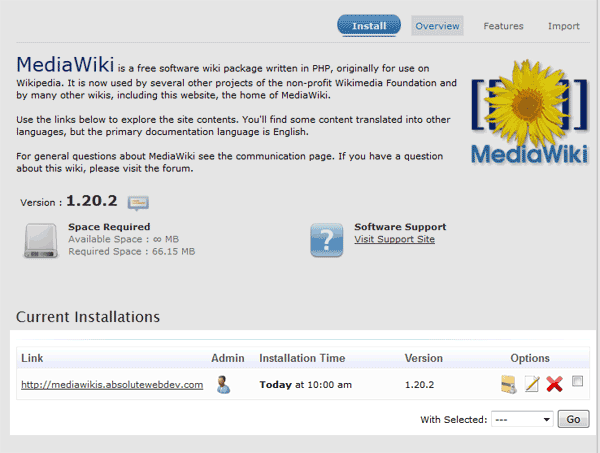 Install Overview Features Import
MediaWiki is a free software wiki package written in PHP, originally for use on
Wikipedia. It is now used by several other projects of the non-profit Wikimedia Foundation and
by many other wikis, including this website, the home of MediaWiki.
Use the links below to explore the site contents. You'll find some content translated into other
languages, but the primary documentation language is English.
For general questions about MediaWiki see the communication page. If you have a question
about this wiki, please visit the forum.
[[ ]]
MediaWiki
Version : 1.20.2
Space Required
Available Space : ∞ MB
Required Space : 66.15 MB
?
Software Support
Visit Support Site
Current Installations
Link Admin Installation Time Version Options
http://mediawikis.absolutewebdev.com Today at 10:00 am 1.20.2
With Selected: --- Go